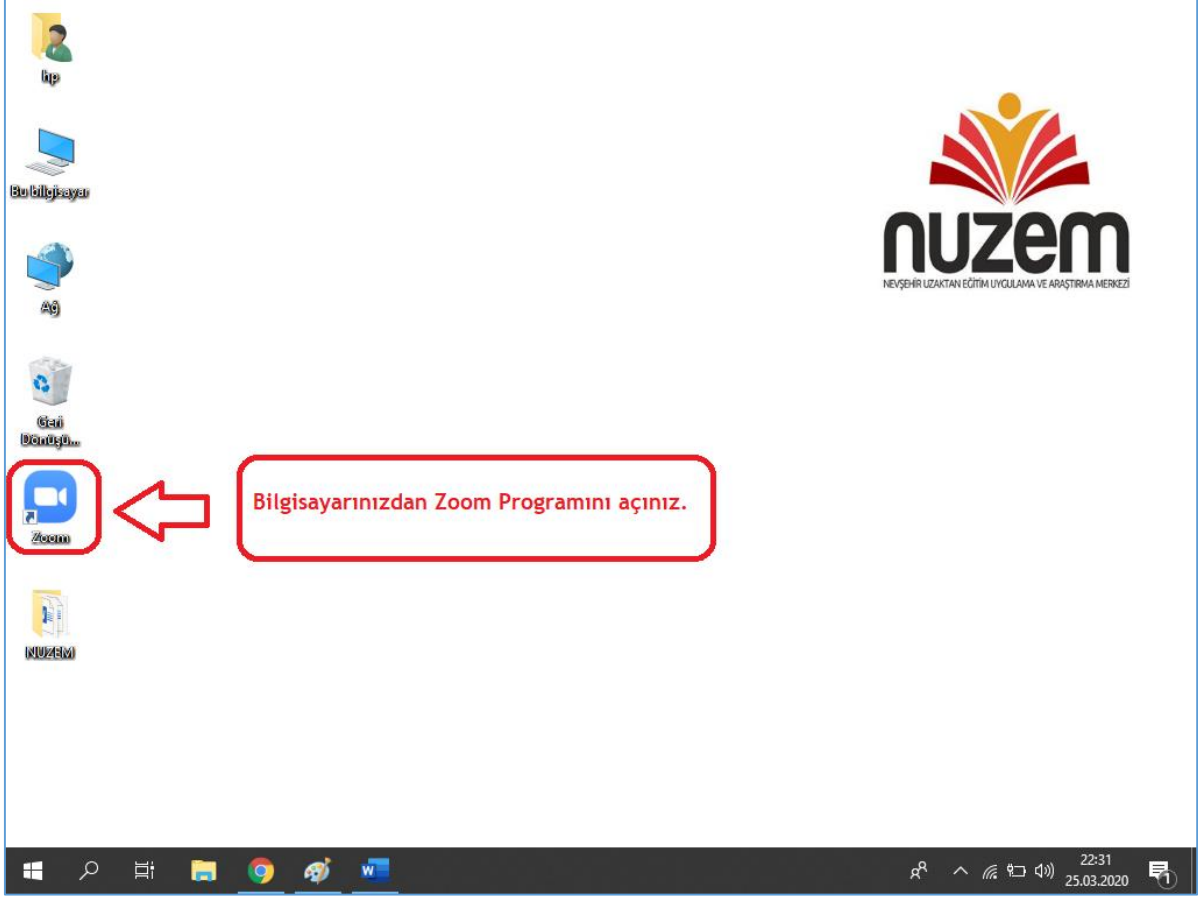 hp
Bu bilgisayar
Ağ
Geri
Dönüşü...
Zoom
NUZEM
nuzem
NEVŞEHİR UZAKTAN EĞİTİM UYGULAMA VE ARAŞTIRMA MERKEZİ
Bilgisayarınızdan Zoom Programını açınız.
W
22:31
25.03.2020
1